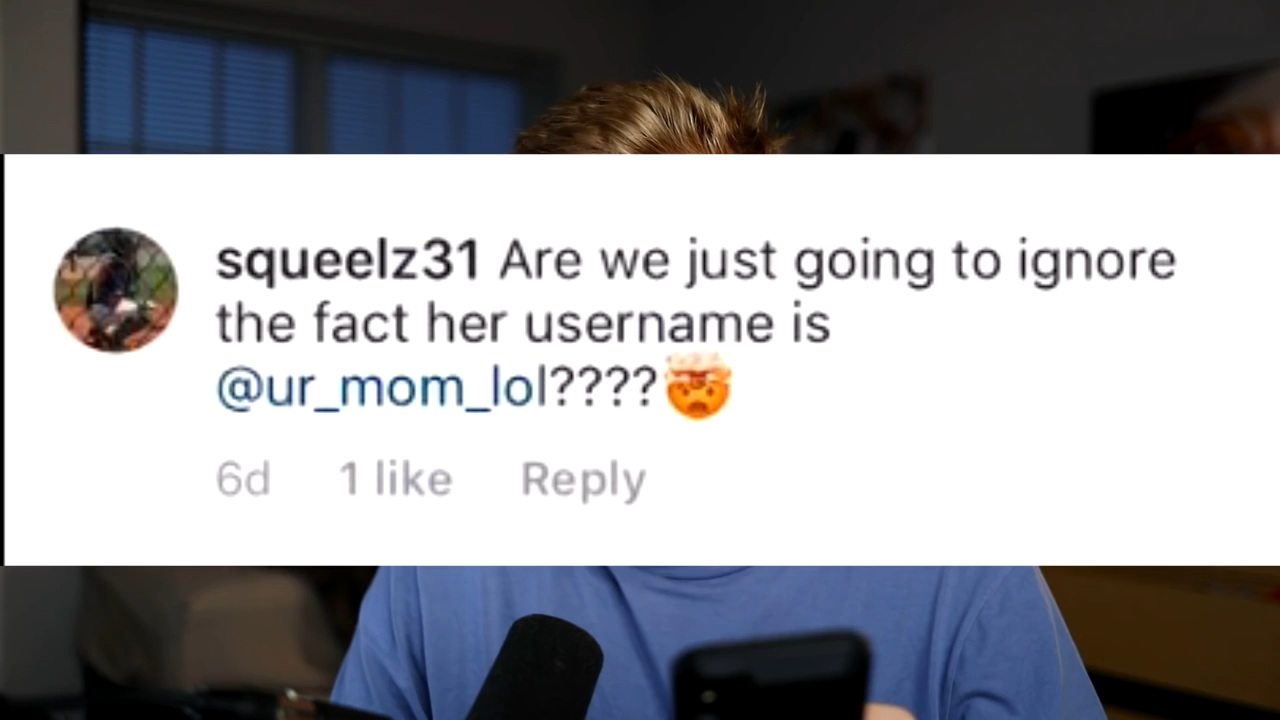 squeelz31 Are we just going to ignore
the fact her username is
@ur_mom_lol????🤯
6d 1 like Reply